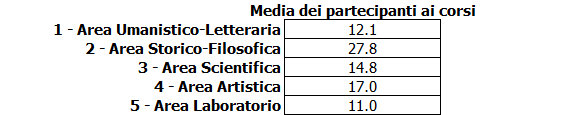 Media dei partecipanti ai corsi
1 - Area Umanistico-Letteraria 12.1
2 - Area Storico-Filosofica 27.8
3 - Area Scientifica 14.8
4 - Area Artistica 17.0
5 - Area Laboratorio 11.0